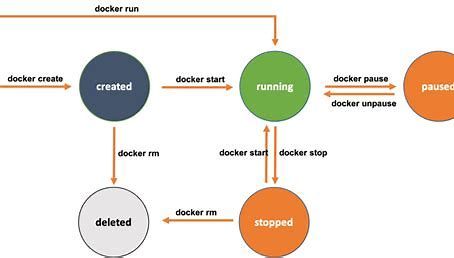 docker run
docker create
created
docker start
running
docker pause
docker unpause
paused
docker rm
docker start
docker stop
deleted
docker rm
stopped